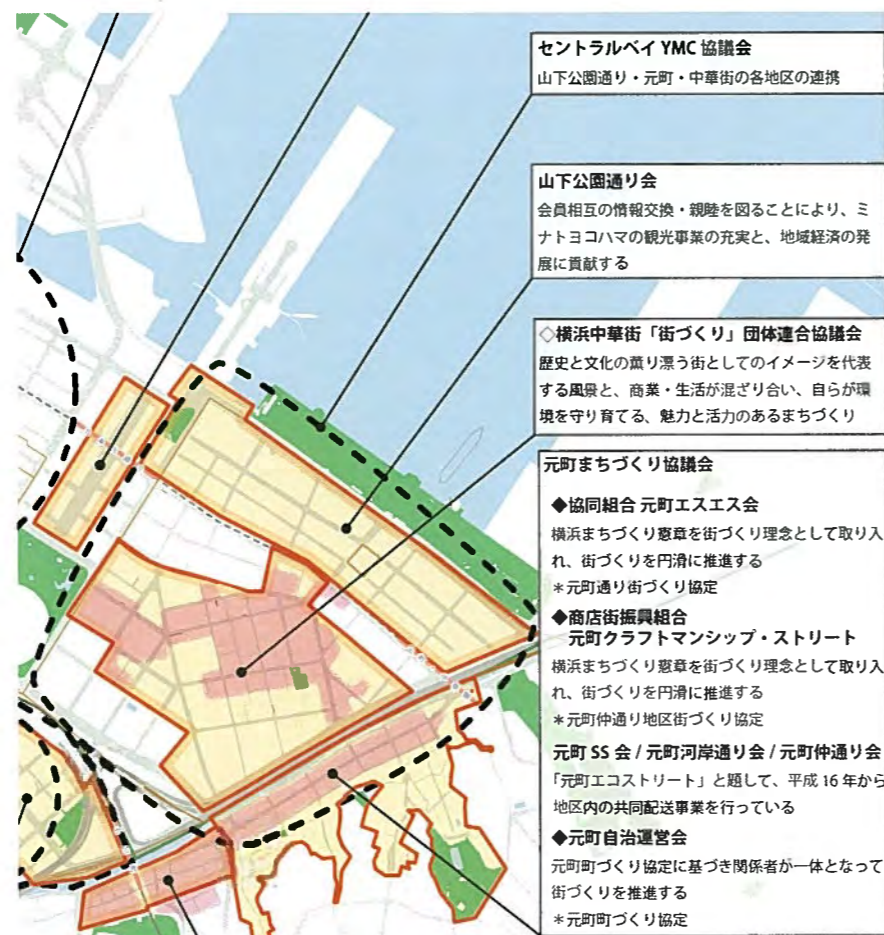 セントラルベイ YMC 協議会
山下公園通り・元町・中華街の各地区の連携
山下公園通り会
会員相互の情報交換・親睦を図ることにより、ミ
ナトヨコハマの観光事業の充実と、地域経済の発
展に貢献する
◇横浜中華街「街づくり」団体連合協議会
歴史と文化の薫り漂う街としてのイメージを代表
する風景と、商業・生活が混ざり合い、自らが環
境を守り育てる、魅力と活力のあるまちづくり
元町まちづくり協議会
◆協同組合 元町エスエス会
横浜まちづくり憲章を街づくり理念として取り入
れ、街づくりを円滑に推進する
＊元町通り街づくり協定
◆商店街振興組合
元町クラフトマンシップ・ストリート
横浜まちづくり憲章を街づくり理念として取り入
れ、街づくりを円滑に推進する
＊元町仲通り地区街づくり協定
元町 SS 会 / 元町河岸通り会 / 元町仲通り会
「元町エコストリート」と題して、平成 16 年から
地区内の共同配送事業を行っている
◆元町自治運営会
元町町づくり協定に基づき関係者が一体となって
街づくりを推進する
＊元町町づくり協定